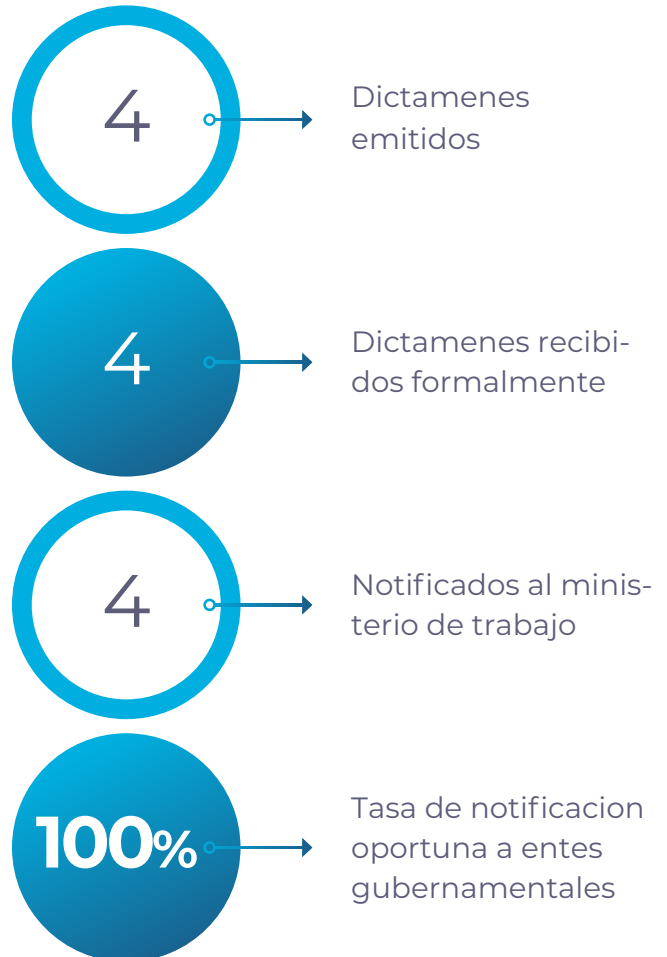 4
Dictamenes
emitidos
4
Dictamenes recibi-
dos formalmente
4
Notificados al minis-
terio de trabajo
100%
Tasa de notificacion
oportuna a entes
gubernamentales